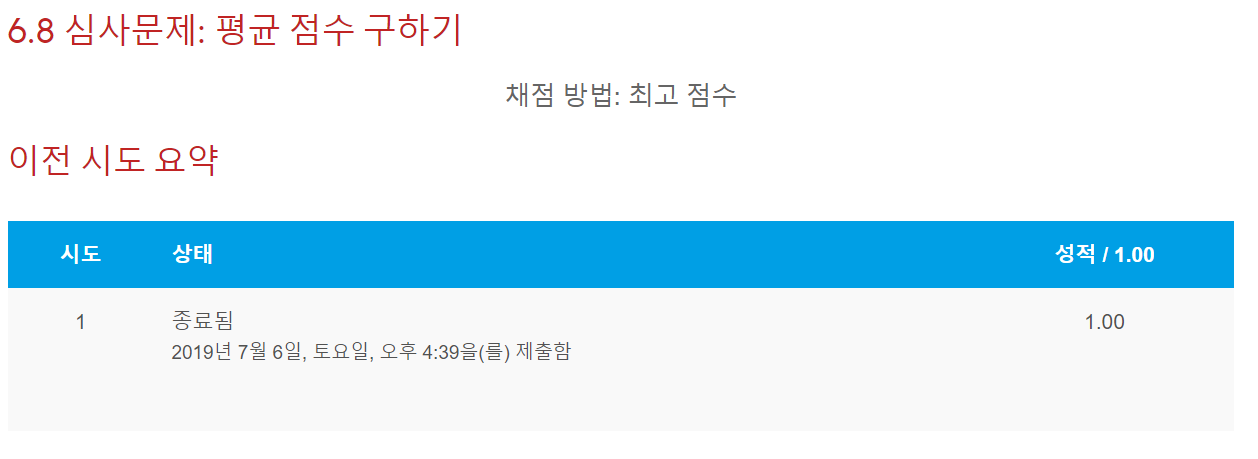 6.8 심사문제: 평균 점수 구하기
채점 방법: 최고 점수
이전 시도 요약
시도 상태 성적 / 1.00
1 종료됨 1.00
2019년 7월 6일, 토요일, 오후 4:39을(를) 제출함